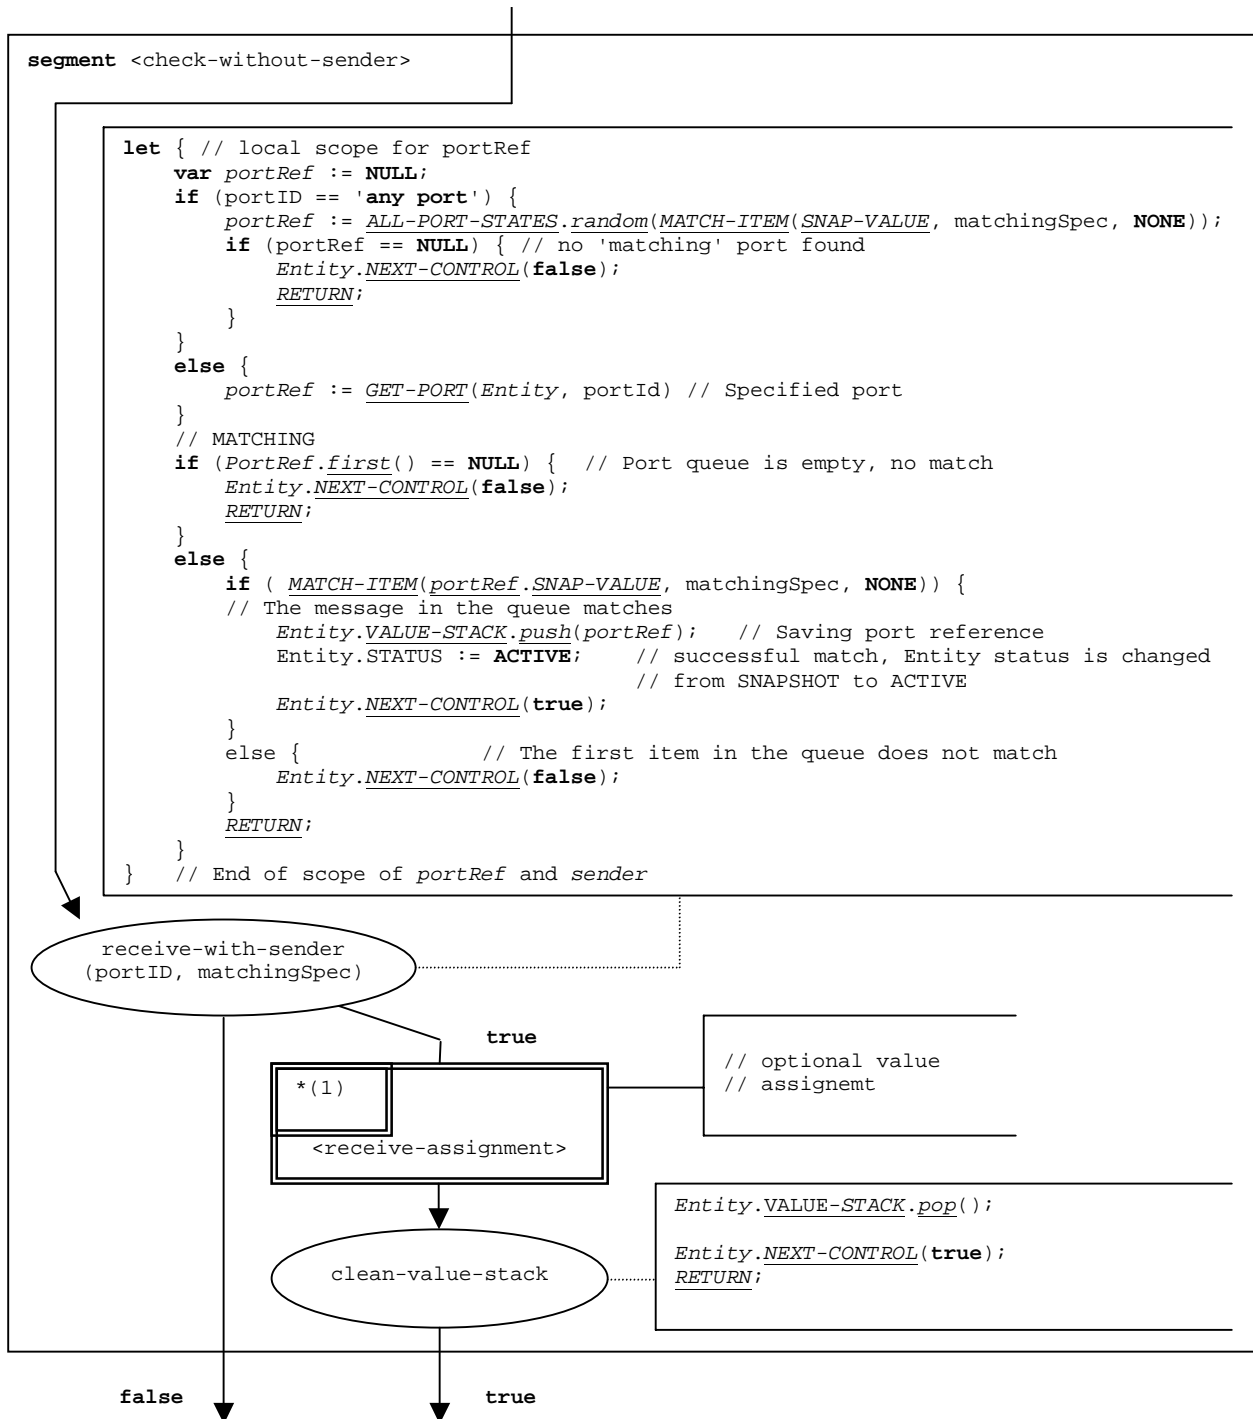 segment <check-without-sender>
let { // local scope for portRef
var portRef := NULL;
if (portID == 'any port') {
portRef := ALL-PORT-STATES.random(MATCH-ITEM(SNAP-VALUE, matchingSpec, NONE));
if (portRef == NULL) { // no 'matching' port found
Entity.NEXT-CONTROL(false);
RETURN;
}
}
else {
portRef := GET-PORT(Entity, portId) // Specified port
}
// MATCHING
if (PortRef.first() == NULL) { // Port queue is empty, no match
Entity.NEXT-CONTROL(false);
RETURN;
}
else {
if ( MATCH-ITEM(portRef.SNAP-VALUE, matchingSpec, NONE)) {
// The message in the queue matches
Entity.VALUE-STACK.push(portRef); // Saving port reference
Entity.STATUS := ACTIVE; // successful match, Entity status is changed
// from SNAPSHOT to ACTIVE
Entity.NEXT-CONTROL(true);
}
else { // The first item in the queue does not match
Entity.NEXT-CONTROL(false);
}
RETURN;
}
} // End of scope of portRef and sender
receive-with-sender
(portID, matchingSpec)
true
*(1)
<receive-assignment>
// optional value
// assignemt
Entity.VALUE-STACK.pop();
Entity.NEXT-CONTROL(true);
RETURN;
clean-value-stack
false
true